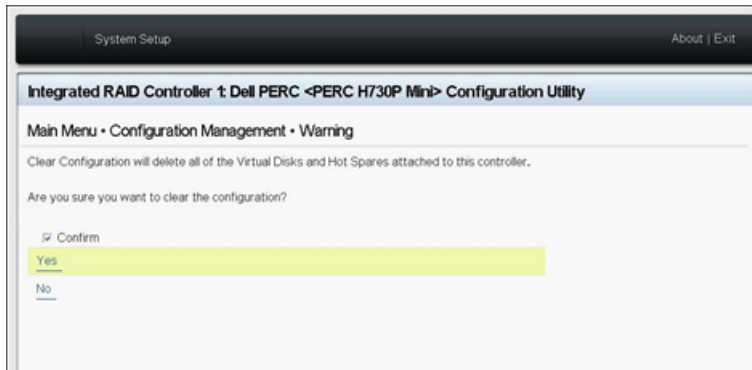 System Setup
About | Exit
Integrated RAID Controller 1: Dell PERC <PERC H730P Mini> Configuration Utility
Main Menu • Configuration Management • Warning
Clear Configuration will delete all of the Virtual Disks and Hot Spares attached to this controller.
Are you sure you want to clear the configuration?
Confirm
Yes
No